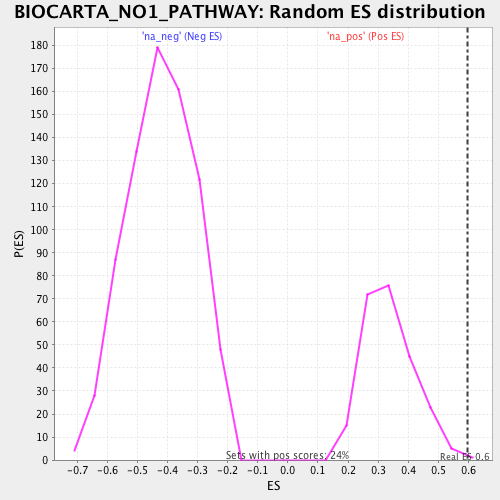 BIOCARTA_NO1_PATHWAY: Random ES distribution
'na_neg' (Neg ES)
'na_pos' (Pos ES)
180
170
160
150
140
130
120
110
100
90
80
70
60
50
40
30
20
10
0
P(ES)
Sets with pos scores: 24%
Real ES 0.6
-0.7 -0.6 -0.5 -0.4 -0.3 -0.2 -0.1 0.0 0.1 0.2 0.3 0.4 0.5 0.6
ES